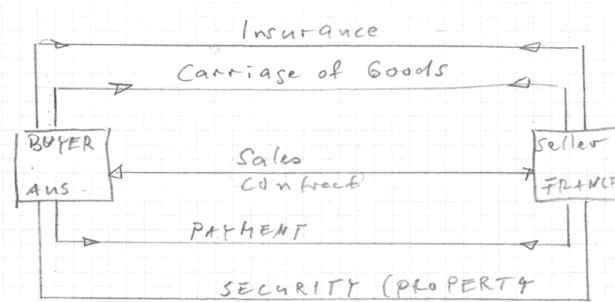 Insurance
Carriage of Goods
BUYER
AUS.
Sales
Contract
Seller
FRANCE
PAYMENT
SECURITY (PROPERTY